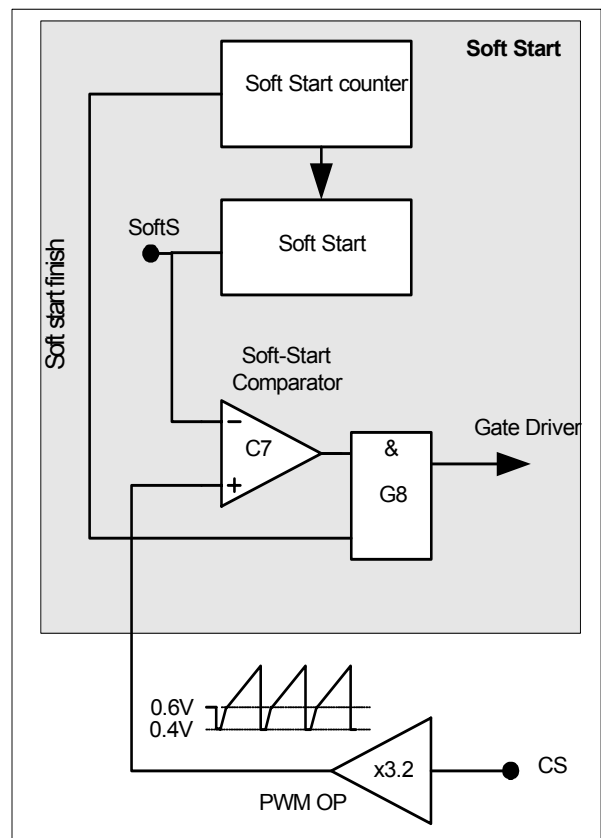 Soft Start
Soft Start counter
SoftS
Soft Start
Soft start finish
Soft-Start
Comparator
Gate Driver
−
C7
+
&
G8
0.6V
0.4V
x3.2
CS
PWM OP